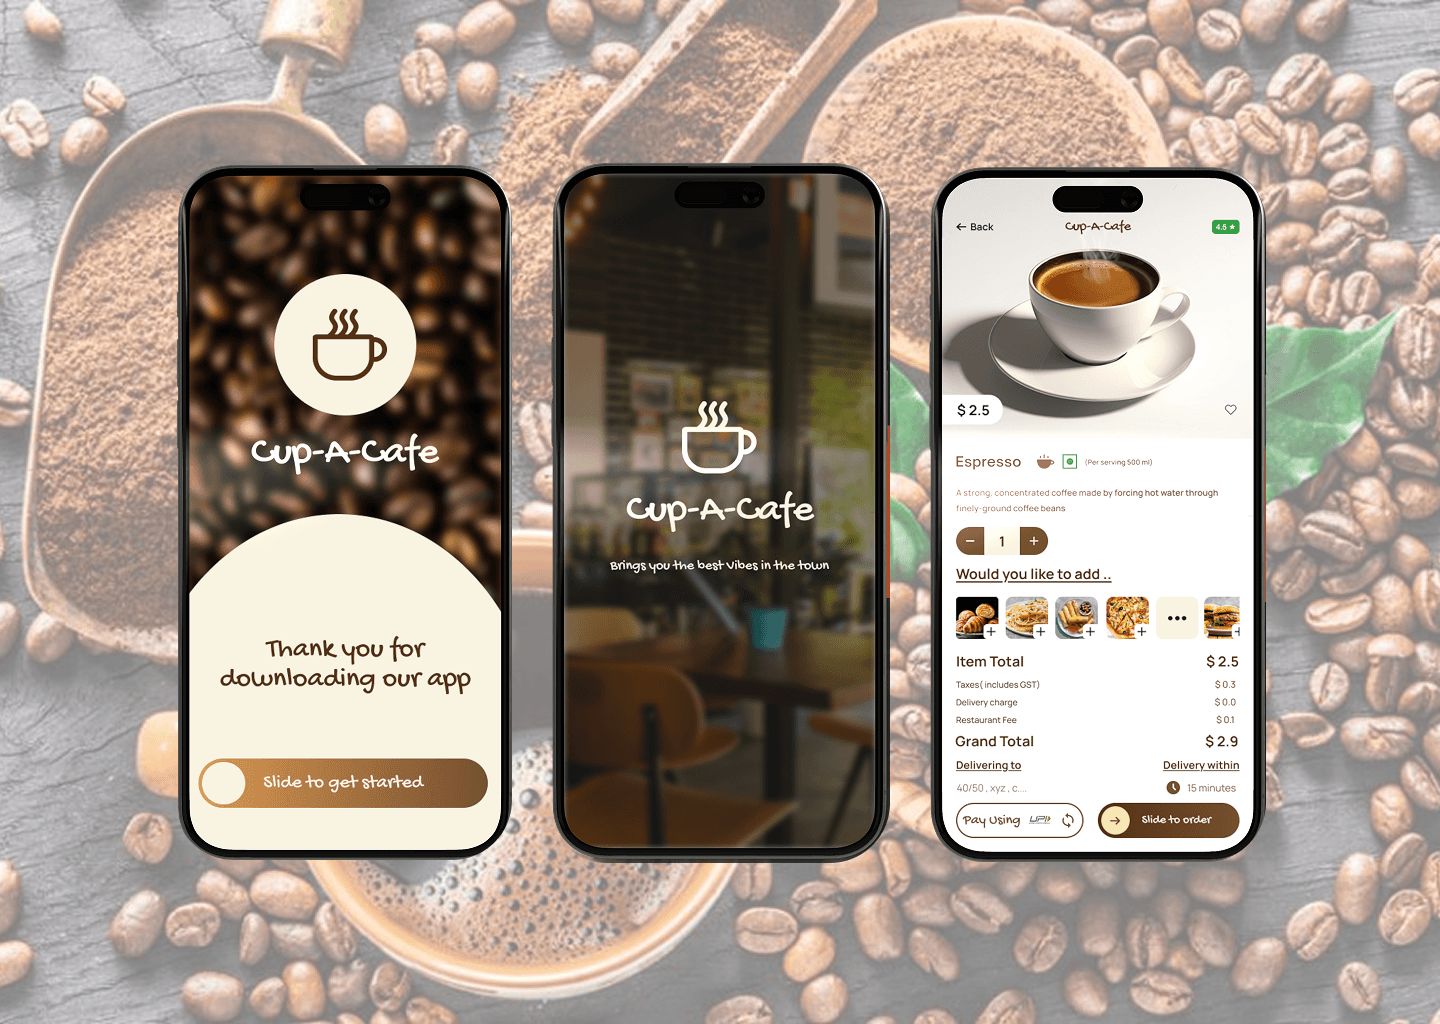 Cup-A-Cafe
Thank you for
downloading our app
Slide to get started
Cup-A-Cafe
Brings you the best Vibes in the town
← Back
Cup-A-Cafe
4.5 ★
$ 2.5
Espresso
(Per serving 500 ml)
A strong, concentrated coffee made by forcing hot water through
finely-ground coffee beans
− 1 +
Would you like to add ..
Item Total $ 2.5
Taxes( includes GST) $ 0.3
Delivery charge $ 0.0
Restaurant Fee $ 0.1
Grand Total $ 2.9
Delivering to Delivery within
40/50 , xyz , c.... 15 minutes
Pay Using UPI Slide to order